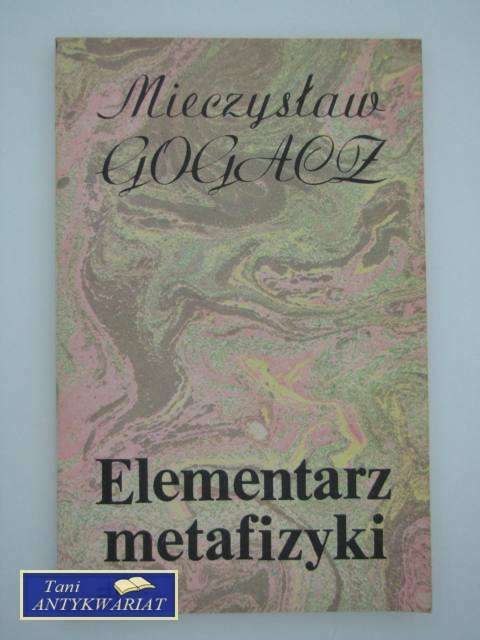 Mieczysław
GOGACZ
Elementarz
metafizyki
Tani
ANTYKWARIAT